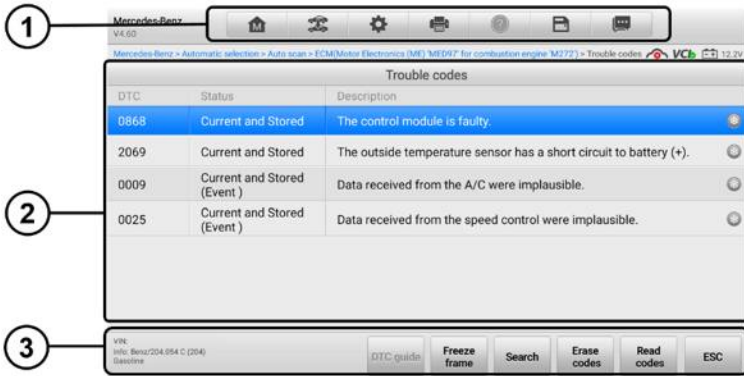 1
Mercedes-Benz
V4.60
Mercedes-Benz > Automatic selection > Auto scan > ECM(Motor Electronics (ME) 'MED97' for combustion engine 'M272') > Trouble codes VCI 12.2V
Trouble codes
DTC Status Description
0868 Current and Stored The control module is faulty.
2069 Current and Stored The outside temperature sensor has a short circuit to battery (+).
0009 Current and Stored (Event ) Data received from the A/C were implausible.
2
0025 Current and Stored (Event ) Data received from the speed control were implausible.
3
VIN:
Info: Benz/204.054 C (204)
Gasoline
DTC guide Freeze frame Search Erase codes Read codes ESC